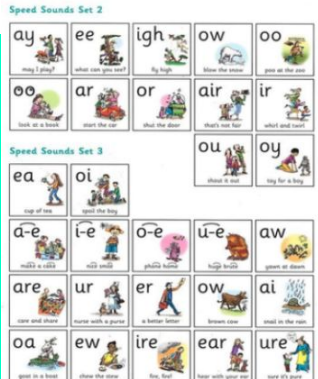 Speed Sounds Set 2
ay ee igh ow oo
may I play? what can you see? fly high blow the snow poo at the zoo
oo ar or air ir
look at a book start the car shut the door that's not fair whirl and twirl
ou oy
shout it out toy for a boy
Speed Sounds Set 3
ea oi
cup of tea spoil the boy
a-e i-e o-e u-e aw
make a cake nice smile phone home huge brute yawn at dawn
are ur er ow ai
care and share nurse with a purse a better letter brown cow snail in the rain
oa ew ire ear ure
goat in a boat chew the stew fire, fire! hear with your ear sure it's pure